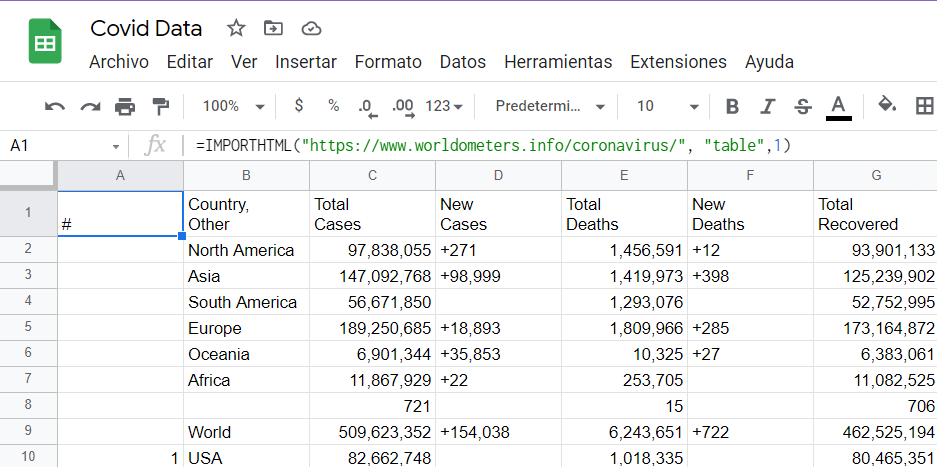 Covid Data
Archivo Editar Ver Insertar Formato Datos Herramientas Extensiones Ayuda
100% $ % .0 .00 123 Predetermi... 10 B I S A
A1 fx =IMPORTHTML("https://www.worldometers.info/coronavirus/", "table",1)
A B C D E F G
1 # Country, Other Total Cases New Cases Total Deaths New Deaths Total Recovered
2 North America 97,838,055 +271 1,456,591 +12 93,901,133
3 Asia 147,092,768 +98,999 1,419,973 +398 125,239,902
4 South America 56,671,850 1,293,076 52,752,995
5 Europe 189,250,685 +18,893 1,809,966 +285 173,164,872
6 Oceania 6,901,344 +35,853 10,325 +27 6,383,061
7 Africa 11,867,929 +22 253,705 11,082,525
8 721 15 706
9 World 509,623,352 +154,038 6,243,651 +722 462,525,194
10 1 USA 82,662,748 1,018,335 80,465,351